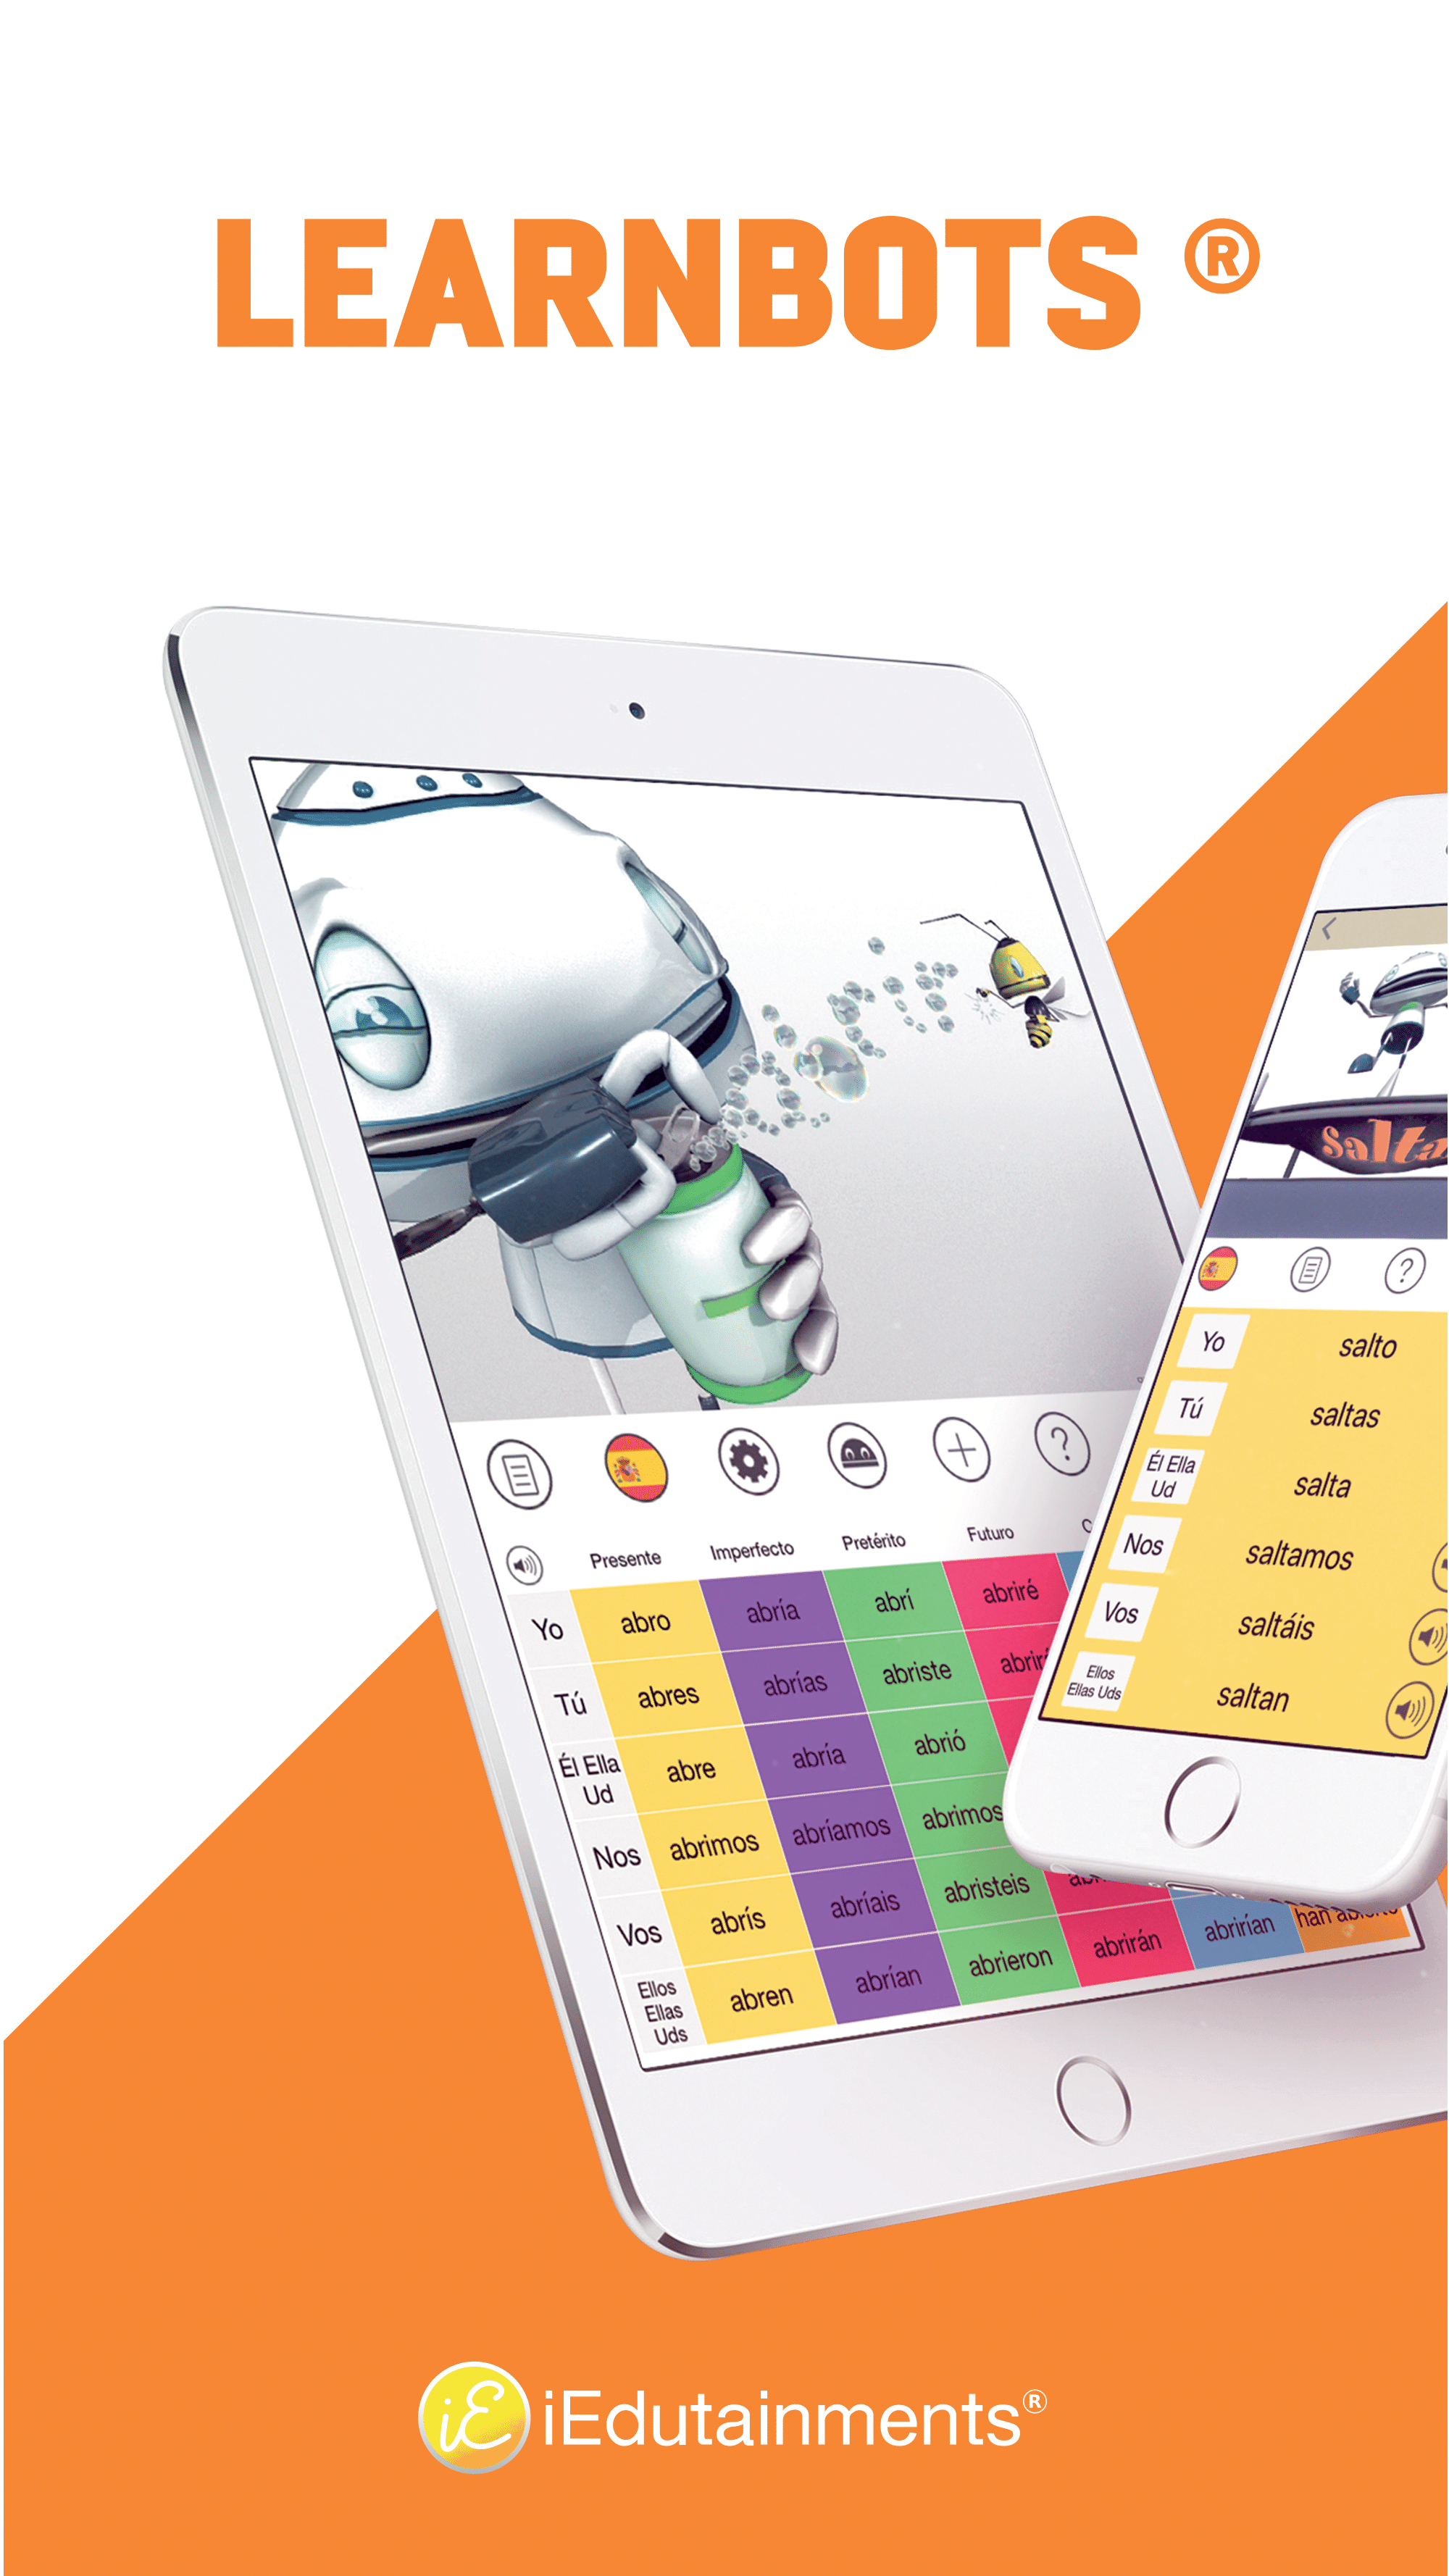 LEARNBOTS ®
abre
Salta
Presente Imperfecto Pretérito Futuro
Yo abro abría abrí abriré
Tú abres abrías abriste
Él Ella Ud abre abría abrió
Nos abrimos abríamos abrimos
Vos abrís abríais abristeis
Ellos Ellas Uds abren abrían abrieron abrirán abrirían
Yo salto
Tú saltas
Él Ella Ud salta
Nos saltamos
Vos saltáis
Ellos Ellas Uds saltan
iE iEdutainments®